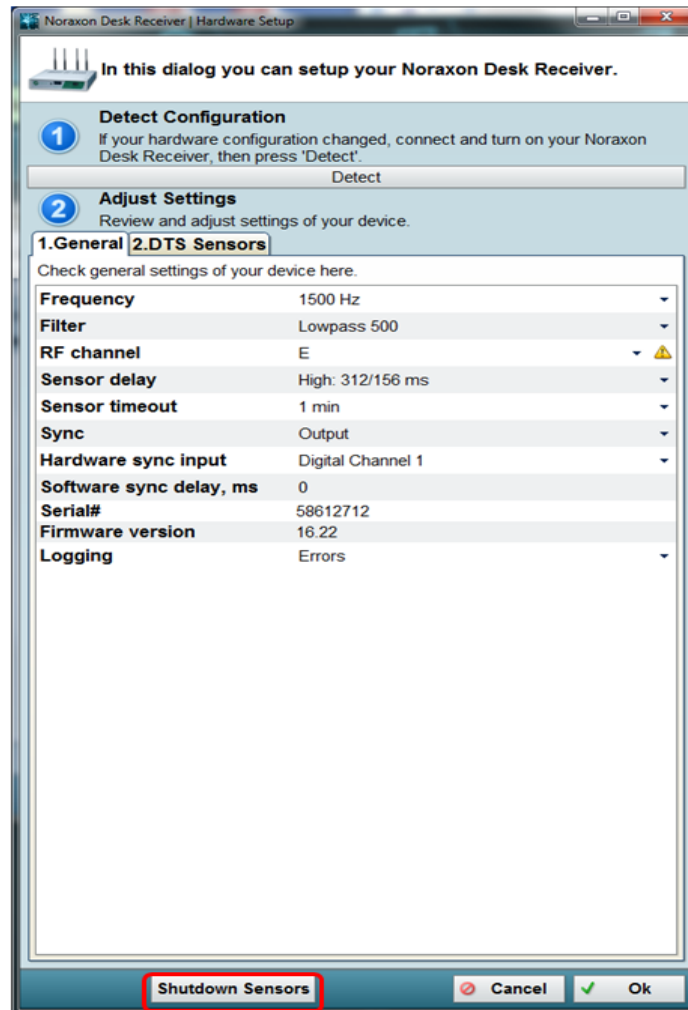 Noraxon Desk Receiver | Hardware Setup
In this dialog you can setup your Noraxon Desk Receiver.
1
Detect Configuration
If your hardware configuration changed, connect and turn on your Noraxon
Desk Receiver, then press 'Detect'.
Detect
2
Adjust Settings
Review and adjust settings of your device.
1.General 2.DTS Sensors
Check general settings of your device here.
Frequency 1500 Hz
Filter Lowpass 500
RF channel E
Sensor delay High: 312/156 ms
Sensor timeout 1 min
Sync Output
Hardware sync input Digital Channel 1
Software sync delay, ms 0
Serial# 58612712
Firmware version 16.22
Logging Errors
Shutdown Sensors Cancel Ok